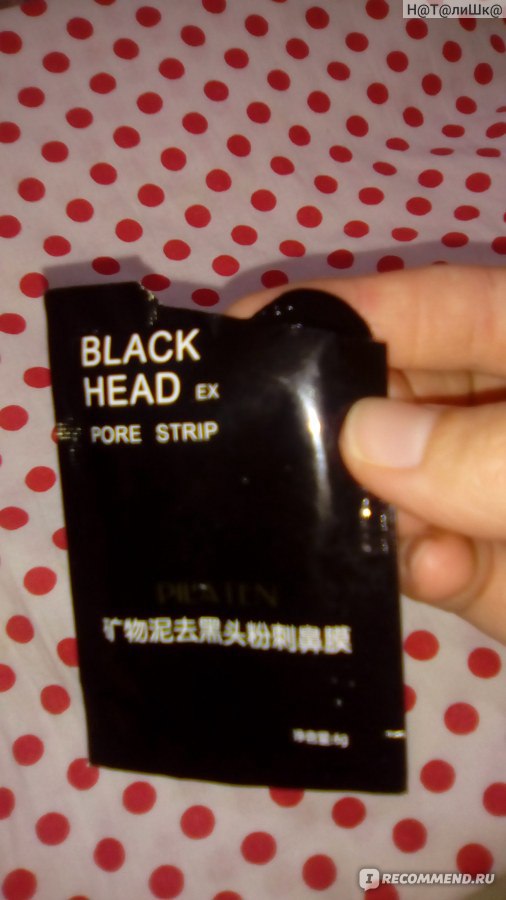 H@T@лиШк@
BLACK
HEAD EX
PORE STRIP
PILATEN
矿物泥去黑头粉刺鼻膜
净含量:6g
IRECOMMEND.RU